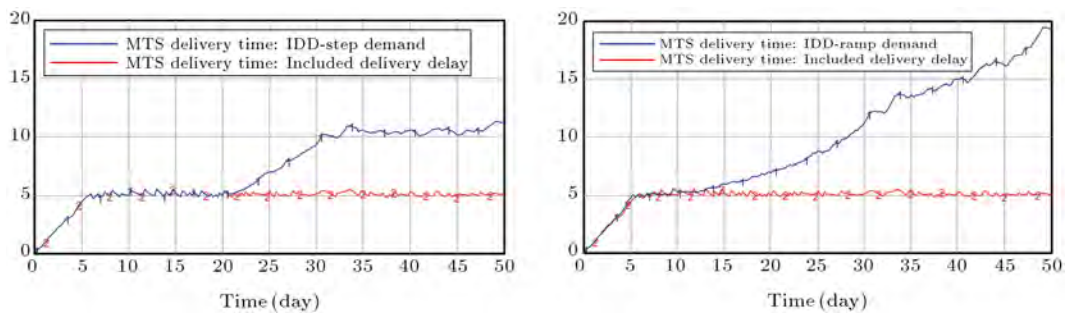 20
15
10
5
0
MTS delivery time: IDD-step demand
MTS delivery time: Included delivery delay
0 5 10 15 20 25 30 35 40 45 50
Time (day)
20
15
10
5
0
MTS delivery time: IDD-ramp demand
MTS delivery time: Included delivery delay
0 5 10 15 20 25 30 35 40 45 50
Time (day)